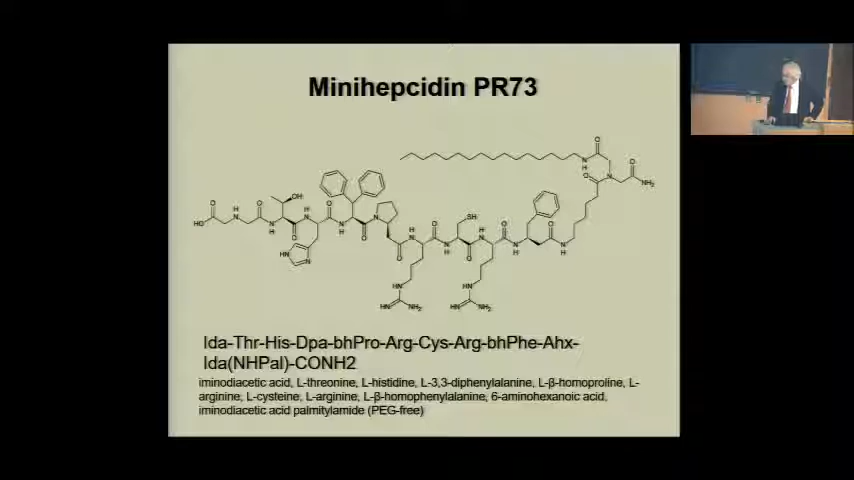 Minihepcidin PR73
Ida-Thr-His-Dpa-bhPro-Arg-Cys-Arg-bhPhe-Ahx-
Ida(NHPal)-CONH2
iminodiacetic acid, L-threonine, L-histidine, L-3,3-diphenylalanine, L-β-homoproline, L-
arginine, L-cysteine, L-arginine, L-β-homophenylalanine, 6-aminohexanoic acid,
iminodiacetic acid palmitylamide (PEG-free)